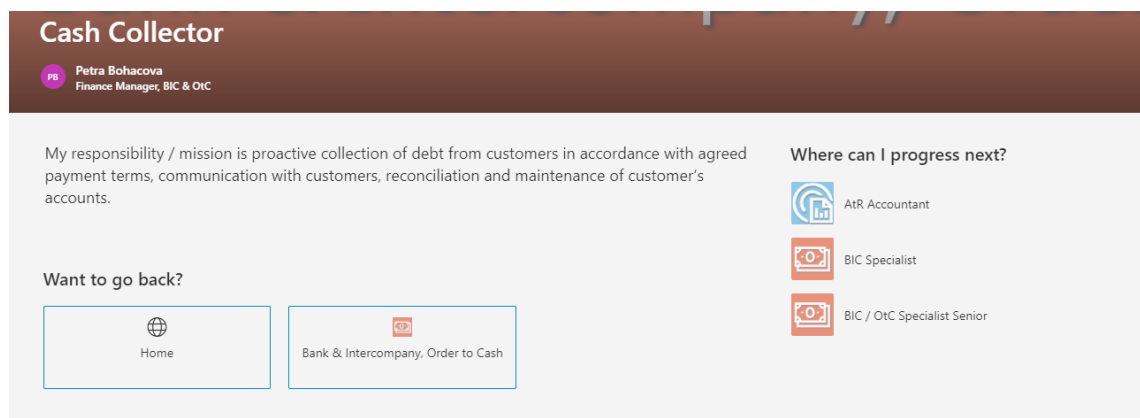 Cash Collector
PB
Petra Bohacova
Finance Manager, BIC & OtC
My responsibility / mission is proactive collection of debt from customers in accordance with agreed
payment terms, communication with customers, reconciliation and maintenance of customer's
accounts.
Want to go back?
Home
Bank & Intercompany, Order to Cash
Where can I progress next?
AtR Accountant
BIC Specialist
BIC / OtC Specialist Senior